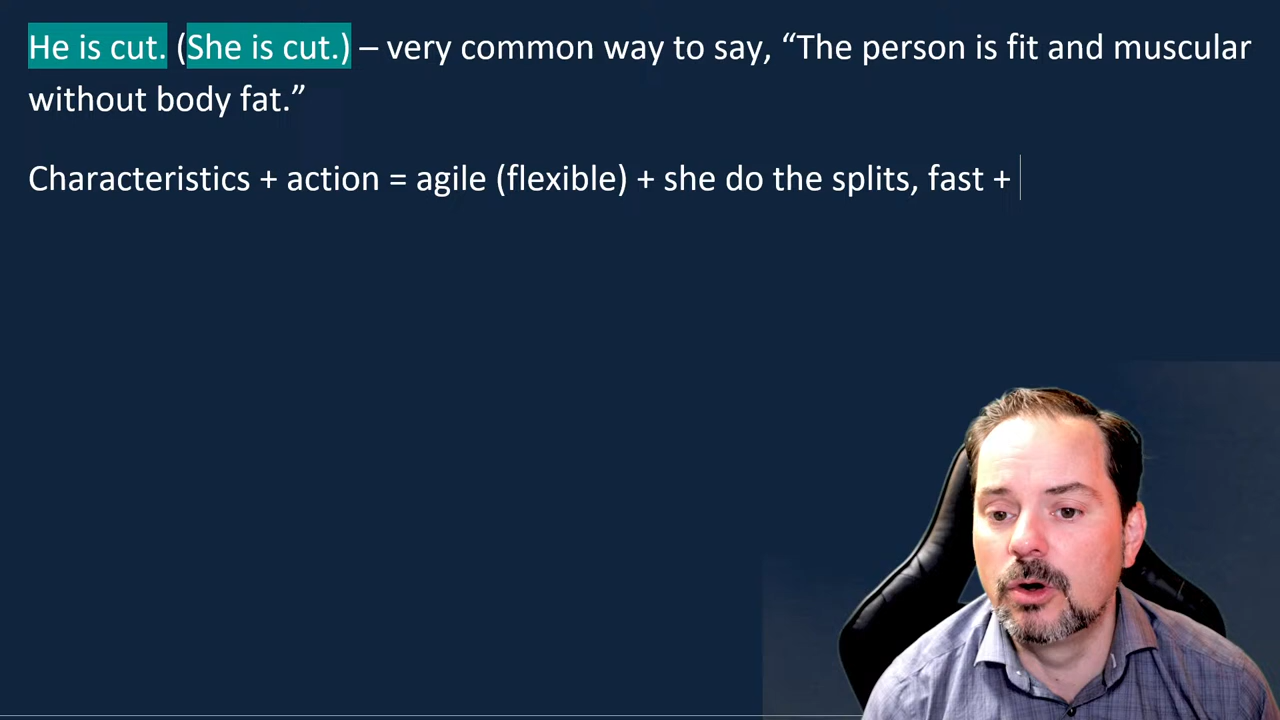 He is cut. (She is cut.) – very common way to say, “The person is fit and muscular
without body fat.”
Characteristics + action = agile (flexible) + she do the splits, fast +